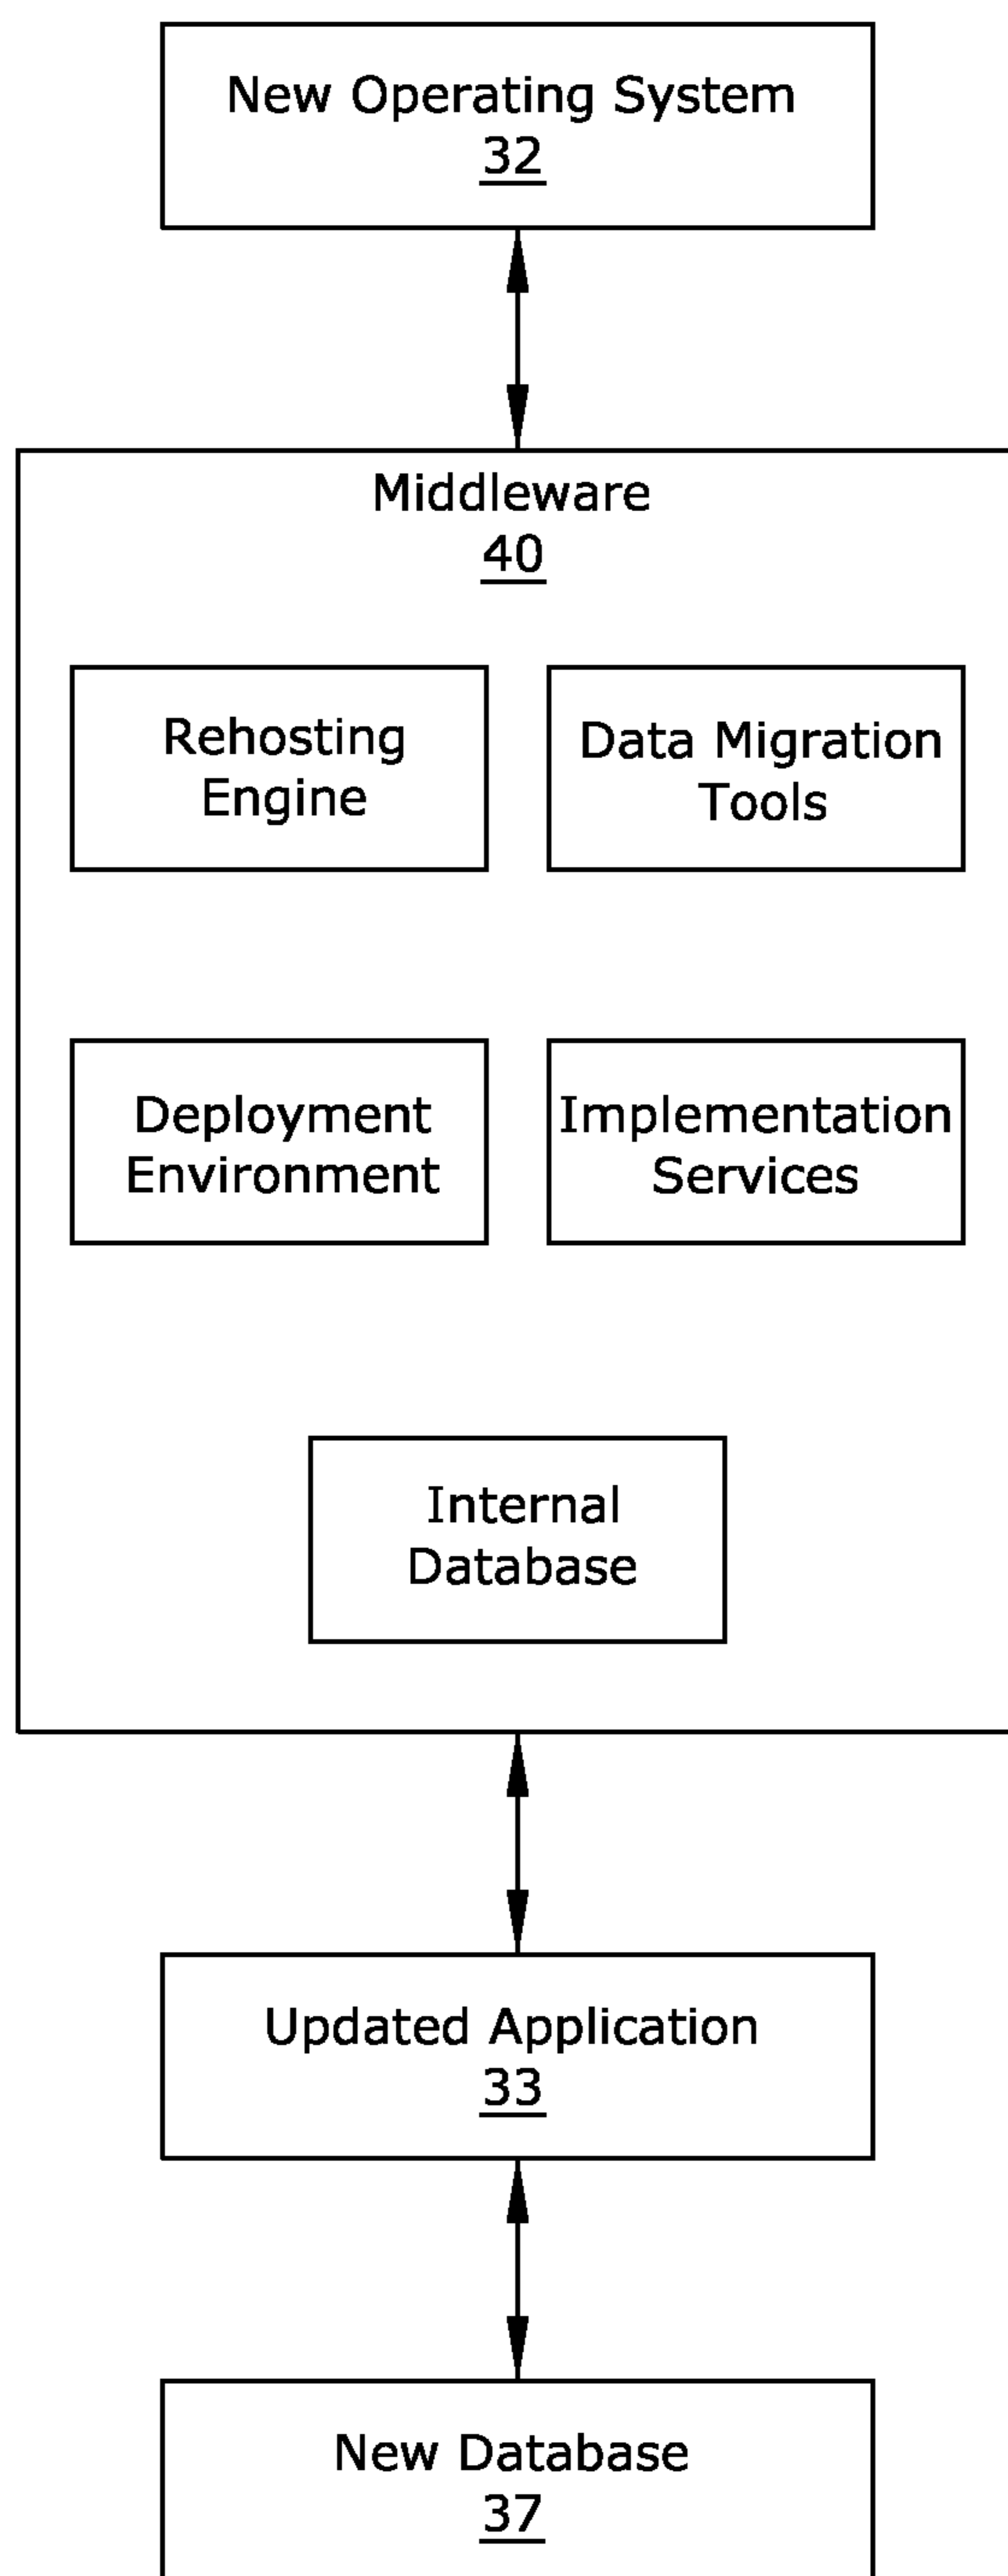 New Operating System
32
Middleware
40
Rehosting
Engine
Data Migration
Tools
Deployment
Environment
Implementation
Services
Internal
Database
Updated Application
33
New Database
37